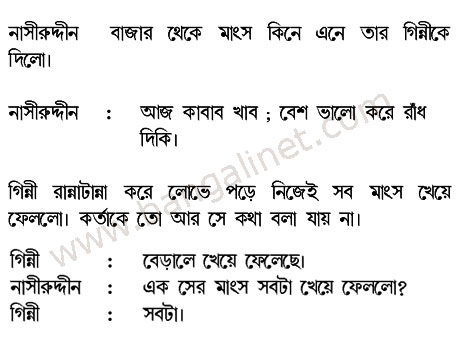 নাসীরুদ্দীন বাজার থেকে মাংস কিনে এনে তার গিন্নীকে
দিলো।
নাসীরুদ্দীন : আজ কাবাব খাব ; বেশ ভালো করে রাঁধ
দিকি।
গিন্নী রান্নাটান্না করে লোভে পড়ে নিজেই সব মাংস খেয়ে
ফেললো। কর্তাকে তো আর সে কথা বলা যায় না।
গিন্নী : বেড়ালে খেয়ে ফেলেছে।
নাসীরুদ্দীন : এক সের মাংস সবটা খেয়ে ফেললো?
গিন্নী : সবটা।
www.bangalinet.com